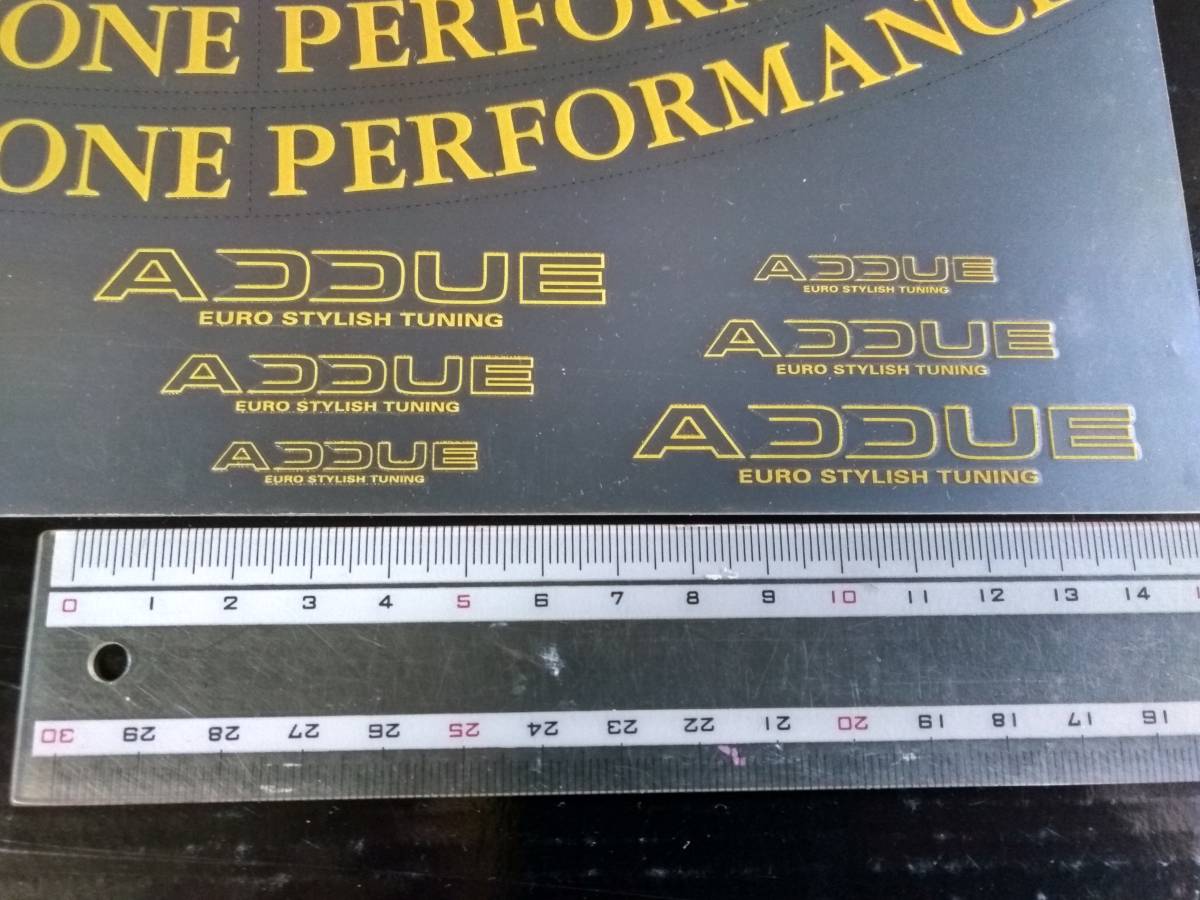 ONE PERFORM
ONE PERFORMANCE
ADDUE
EURO STYLISH TUNING
ADDUE
EURO STYLISH TUNING
ADDUE
EURO STYLISH TUNING
ADDUE
EURO STYLISH TUNING
ADDUE
EURO STYLISH TUNING
ADDUE
EURO STYLISH TUNING
0 1 2 3 4 5 6 7 8 9 10 11 12 13 14 1
30 29 28 27 26 25 24 23 22 21 20 19 18 17 16